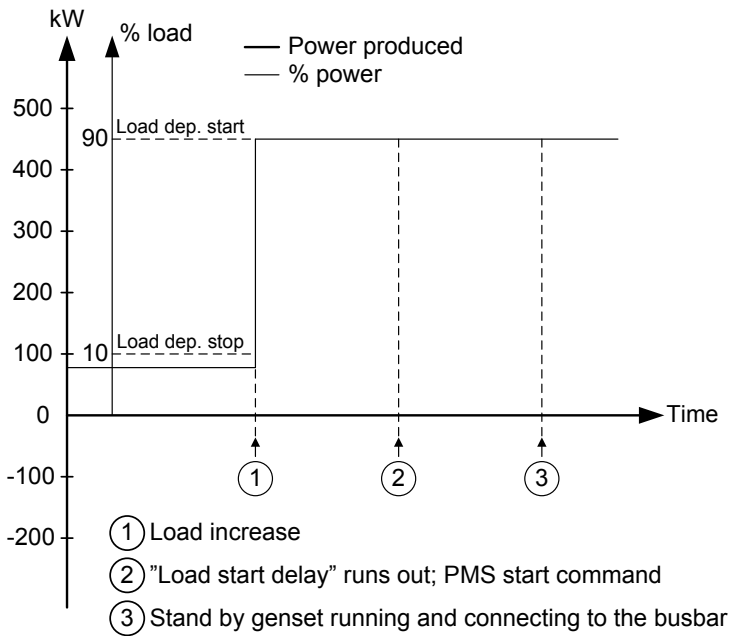 kW
% load
Power produced
% power
500
Load dep. start
90
400
300
200
Load dep. stop
100
10
0
Time
-100
1
2
3
-200
1 Load increase
2 ”Load start delay” runs out; PMS start command
3 Stand by genset running and connecting to the busbar